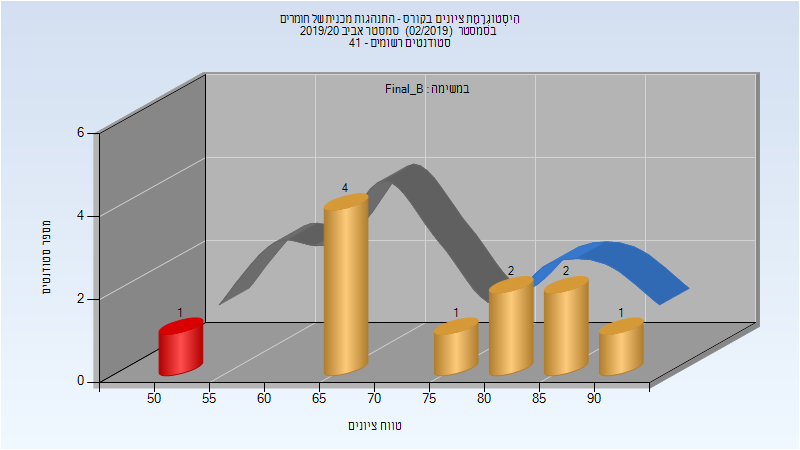 היסטוגרמת ציונים בקורס - התנהגות מכנית של חומרים
בסמסטר (02/2019) סמסטר אביב 2019/20
סטודנטים רשומים - 41
במשימה : Final_B
מספר סטודנטים
6
4
2
0
1
4
1
2
2
1
50 55 60 65 70 75 80 85 90
טווח ציונים